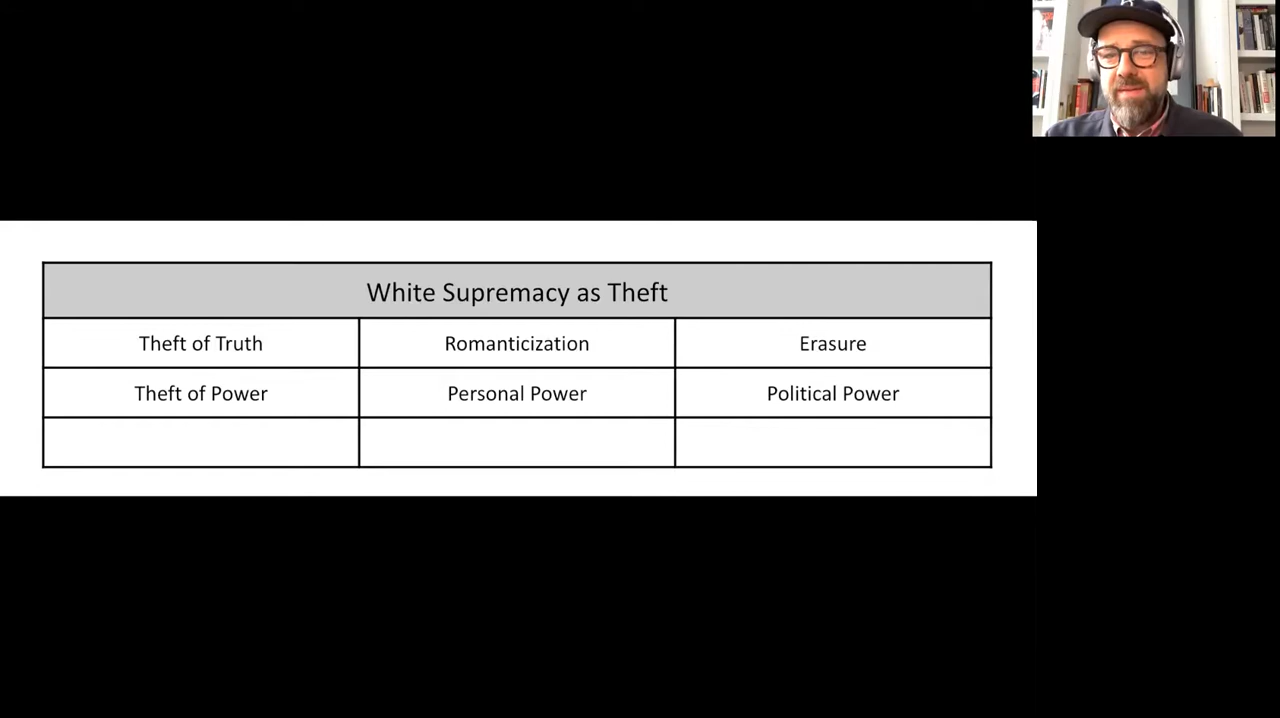 White Supremacy as Theft
Theft of Truth Romanticization Erasure
Theft of Power Personal Power Political Power